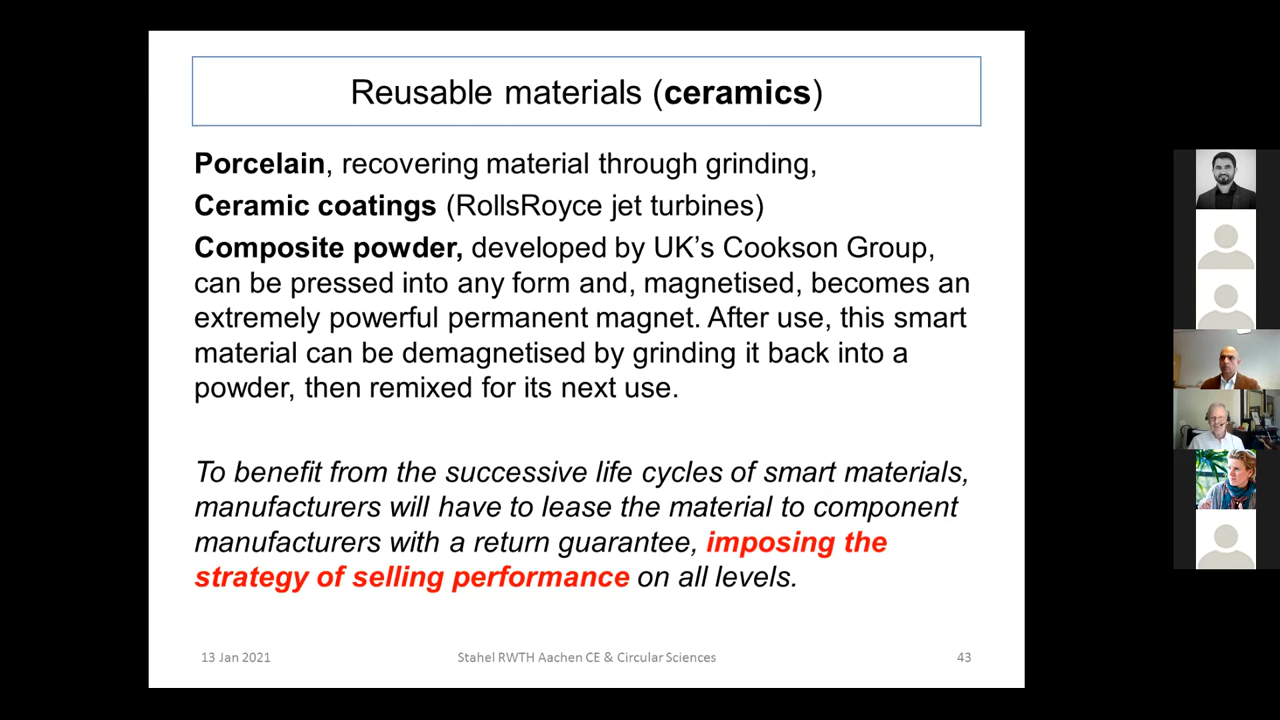 Reusable materials (ceramics)
Porcelain, recovering material through grinding,
Ceramic coatings (RollsRoyce jet turbines)
Composite powder, developed by UK's Cookson Group,
can be pressed into any form and, magnetised, becomes an
extremely powerful permanent magnet. After use, this smart
material can be demagnetised by grinding it back into a
powder, then remixed for its next use.
To benefit from the successive life cycles of smart materials,
manufacturers will have to lease the material to component
manufacturers with a return guarantee, imposing the
strategy of selling performance on all levels.
13 Jan 2021
Stahel RWTH Aachen CE & Circular Sciences
43